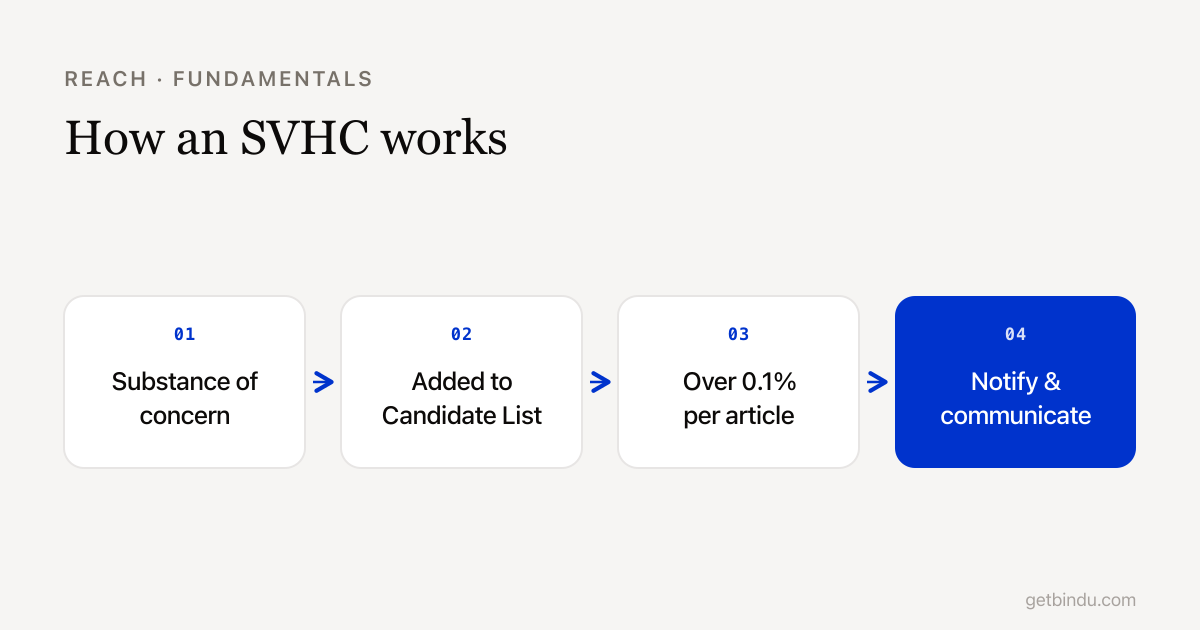 REACH · FUNDAMENTALS
How an SVHC works
01
Substance of
concern
02
Added to
Candidate List
03
Over 0.1%
per article
04
Notify &
communicate
getbindu.com